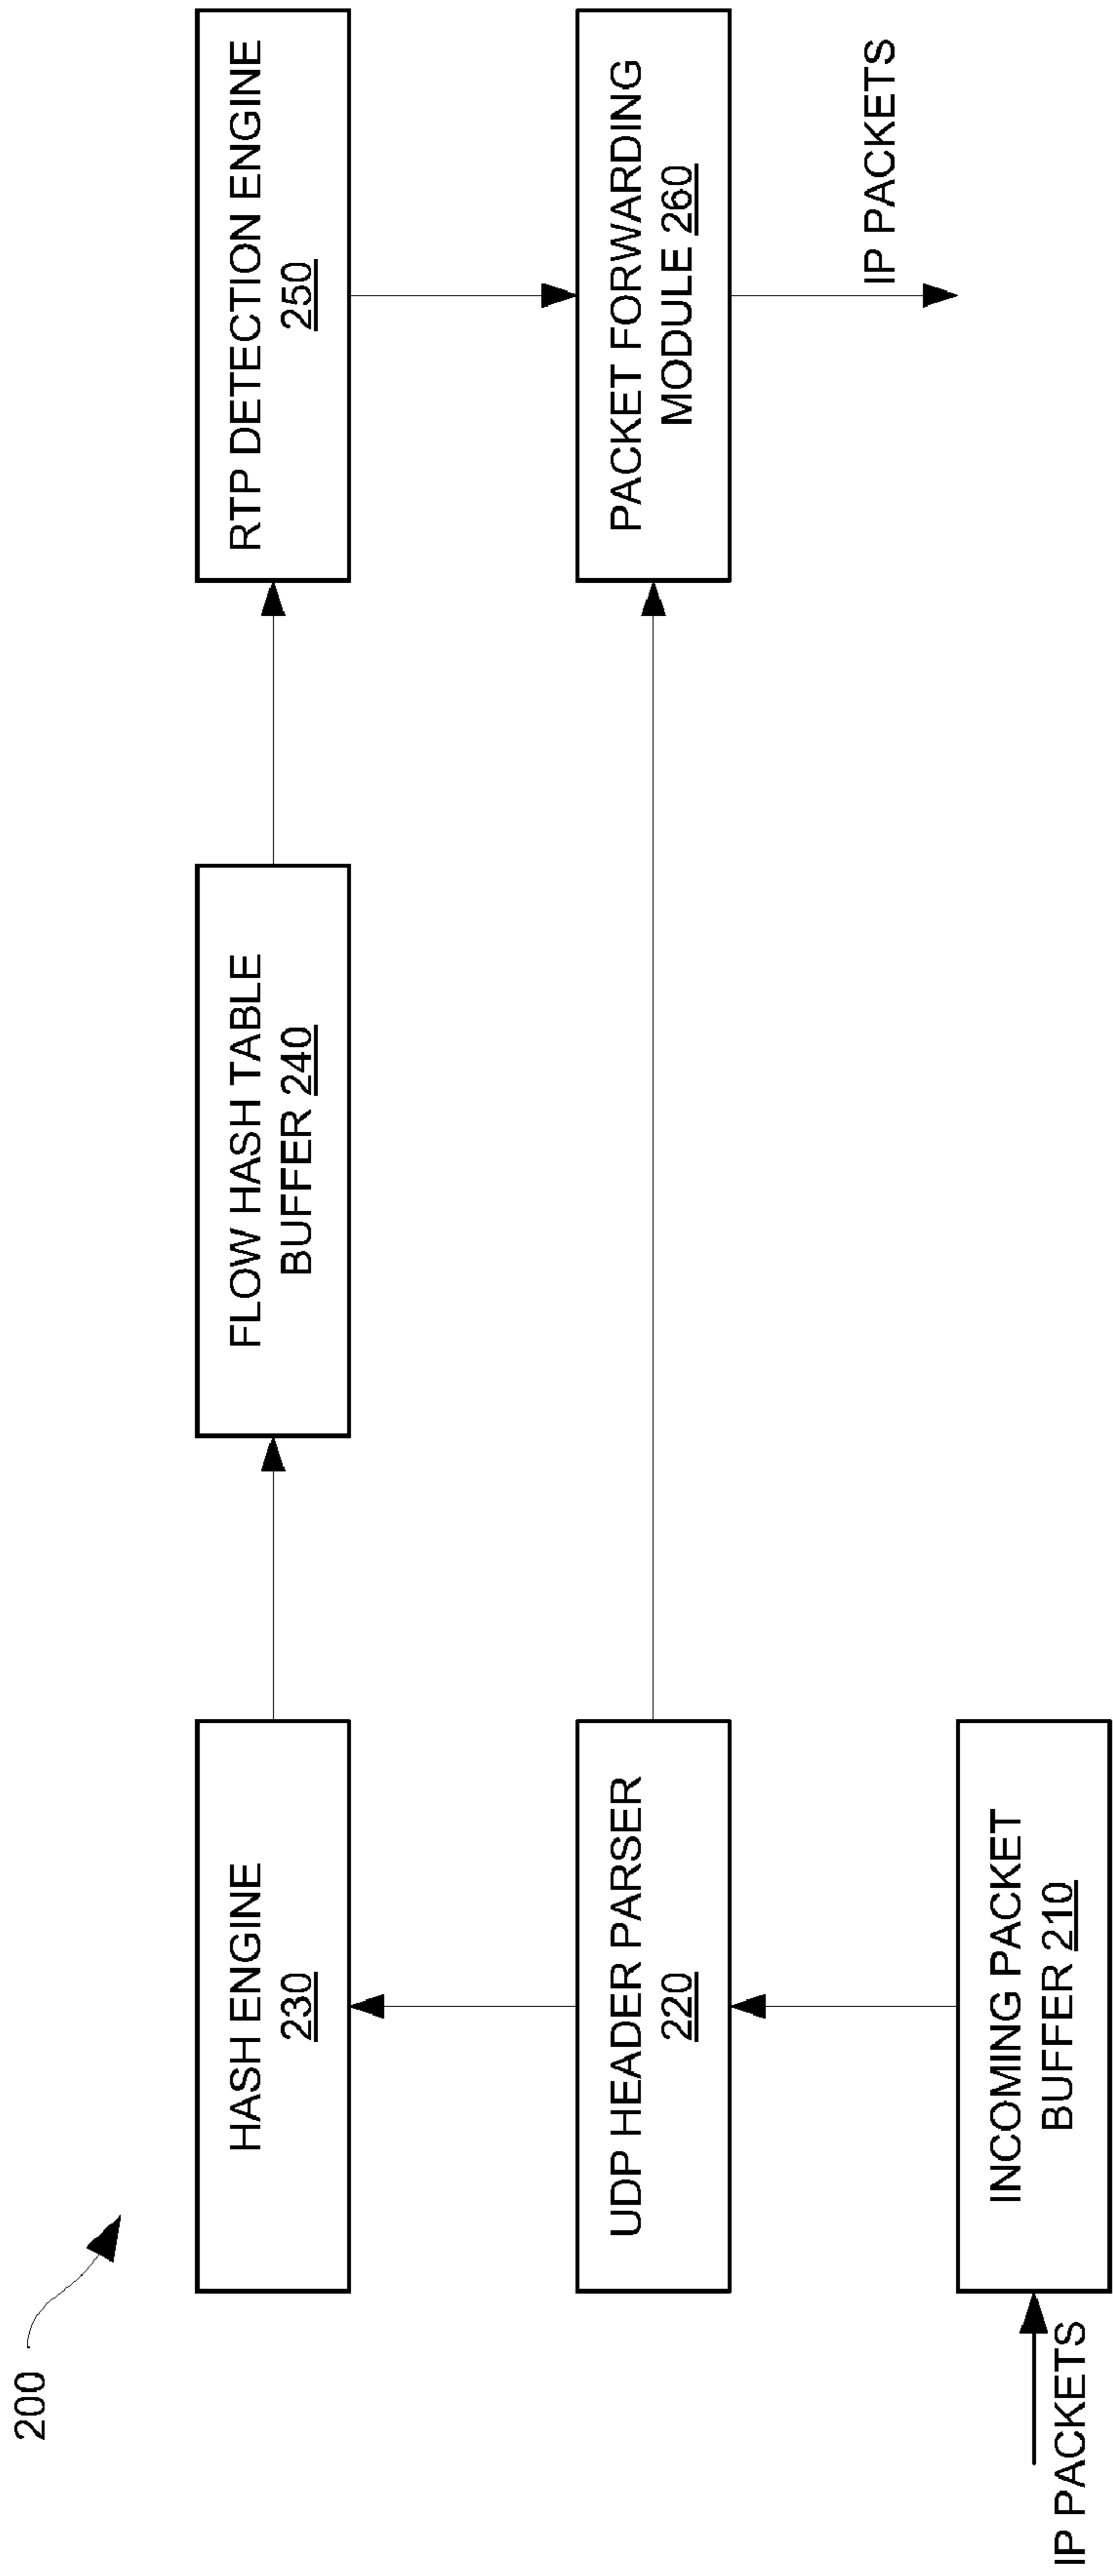 200
HASH ENGINE
230
FLOW HASH TABLE
BUFFER 240
RTP DETECTION ENGINE
250
UDP HEADER PARSER
220
PACKET FORWARDING
MODULE 260
IP PACKETS
INCOMING PACKET
BUFFER 210
IP PACKETS